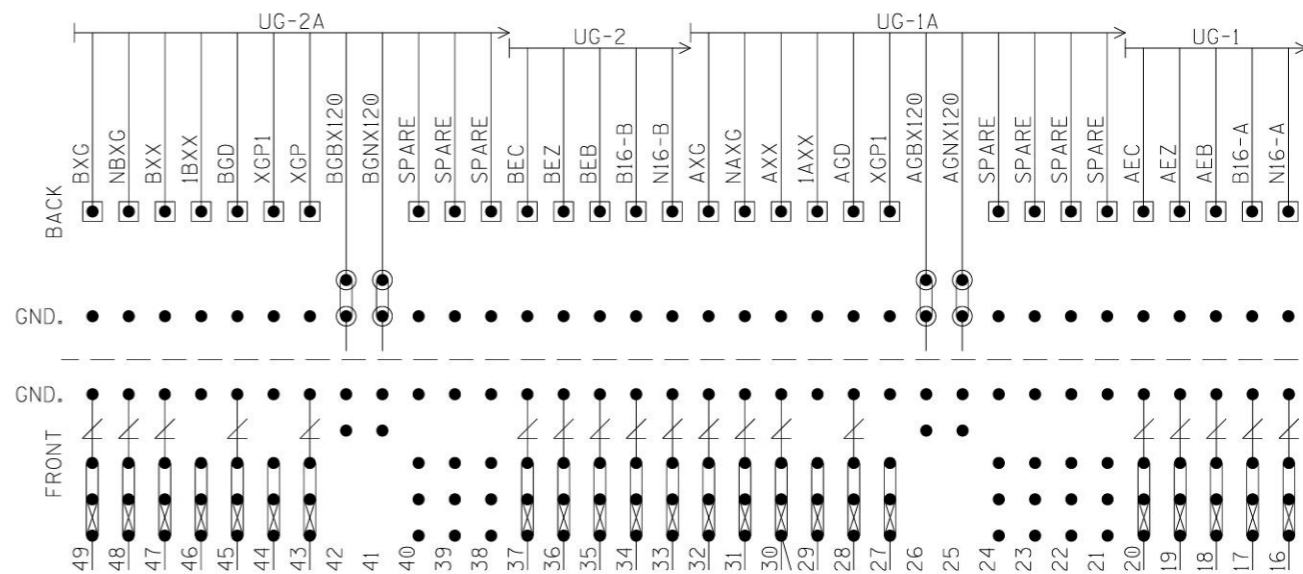 UG-2A UG-2 UG-1A UG-1
BXG NBXG BXX 1BXX BGD XGP1 XGP BGBX120 BGNX120 SPARE SPARE SPARE BEC BEZ BEB B16-B N16-B AXG NAXG AXX 1AXX AGD XGP1 AGBX120 AGNX120 SPARE SPARE SPARE SPARE AEC AEZ AEB B16-A N16-A
BACK
GND.
GND.
FRONT
49 48 47 46 45 44 43 42 41 40 39 38 37 36 35 34 33 32 31 30 29 28 27 26 25 24 23 22 21 20 19 18 17 16